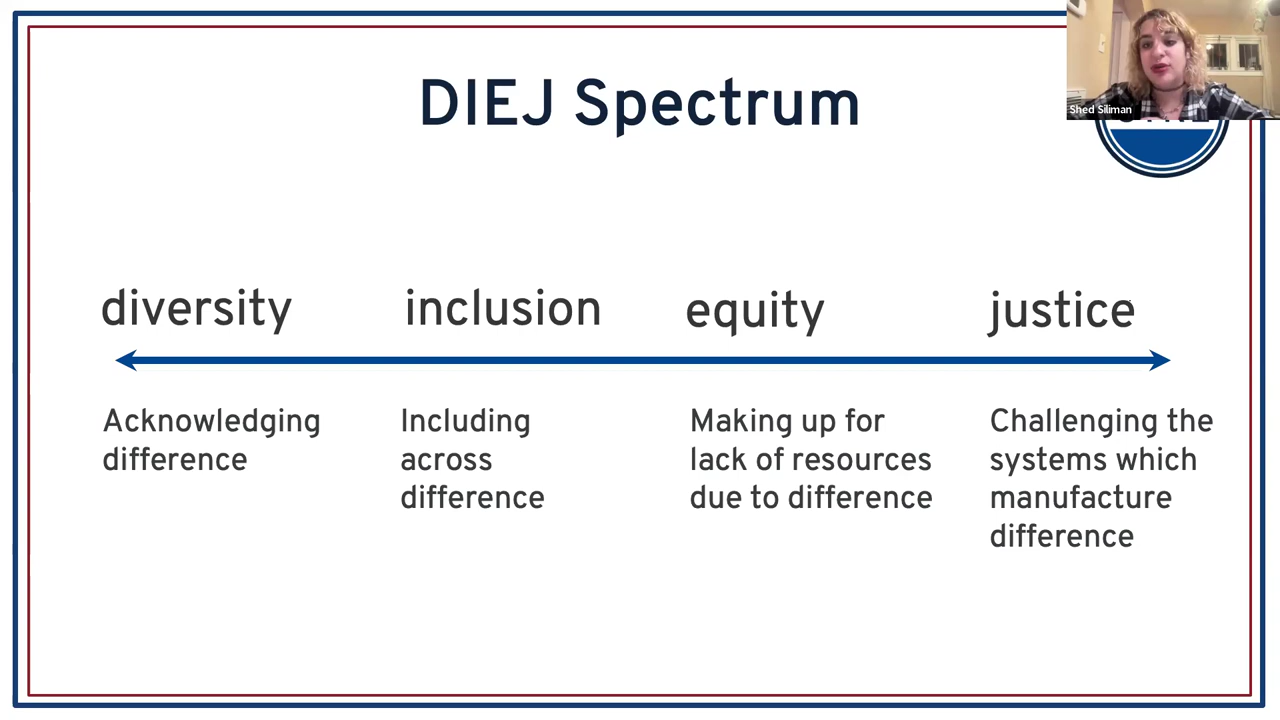 Shed Siliman
DIEJ Spectrum
diversity
inclusion
equity
justice
Acknowledging
difference
Including
across
difference
Making up for
lack of resources
due to difference
Challenging the
systems which
manufacture
difference